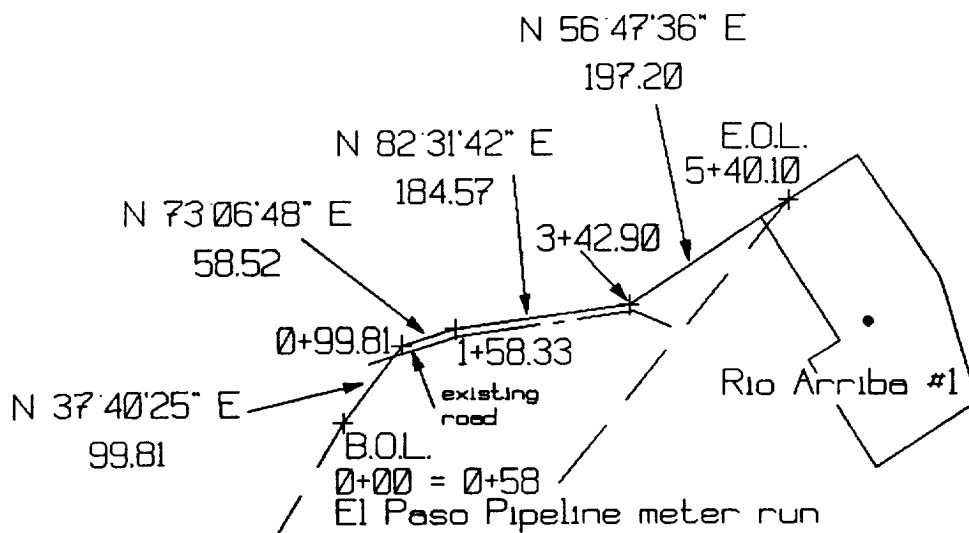 N 56°47'36" E
197.20
E.O.L.
5+40.10
N 82°31'42" E
184.57
3+42.90
N 73°06'48" E
58.52
0+99.81
1+58.33
existing
road
N 37°40'25" E
99.81
Rio Arriba #1
B.O.L.
0+00 = 0+58
El Paso Pipeline meter run